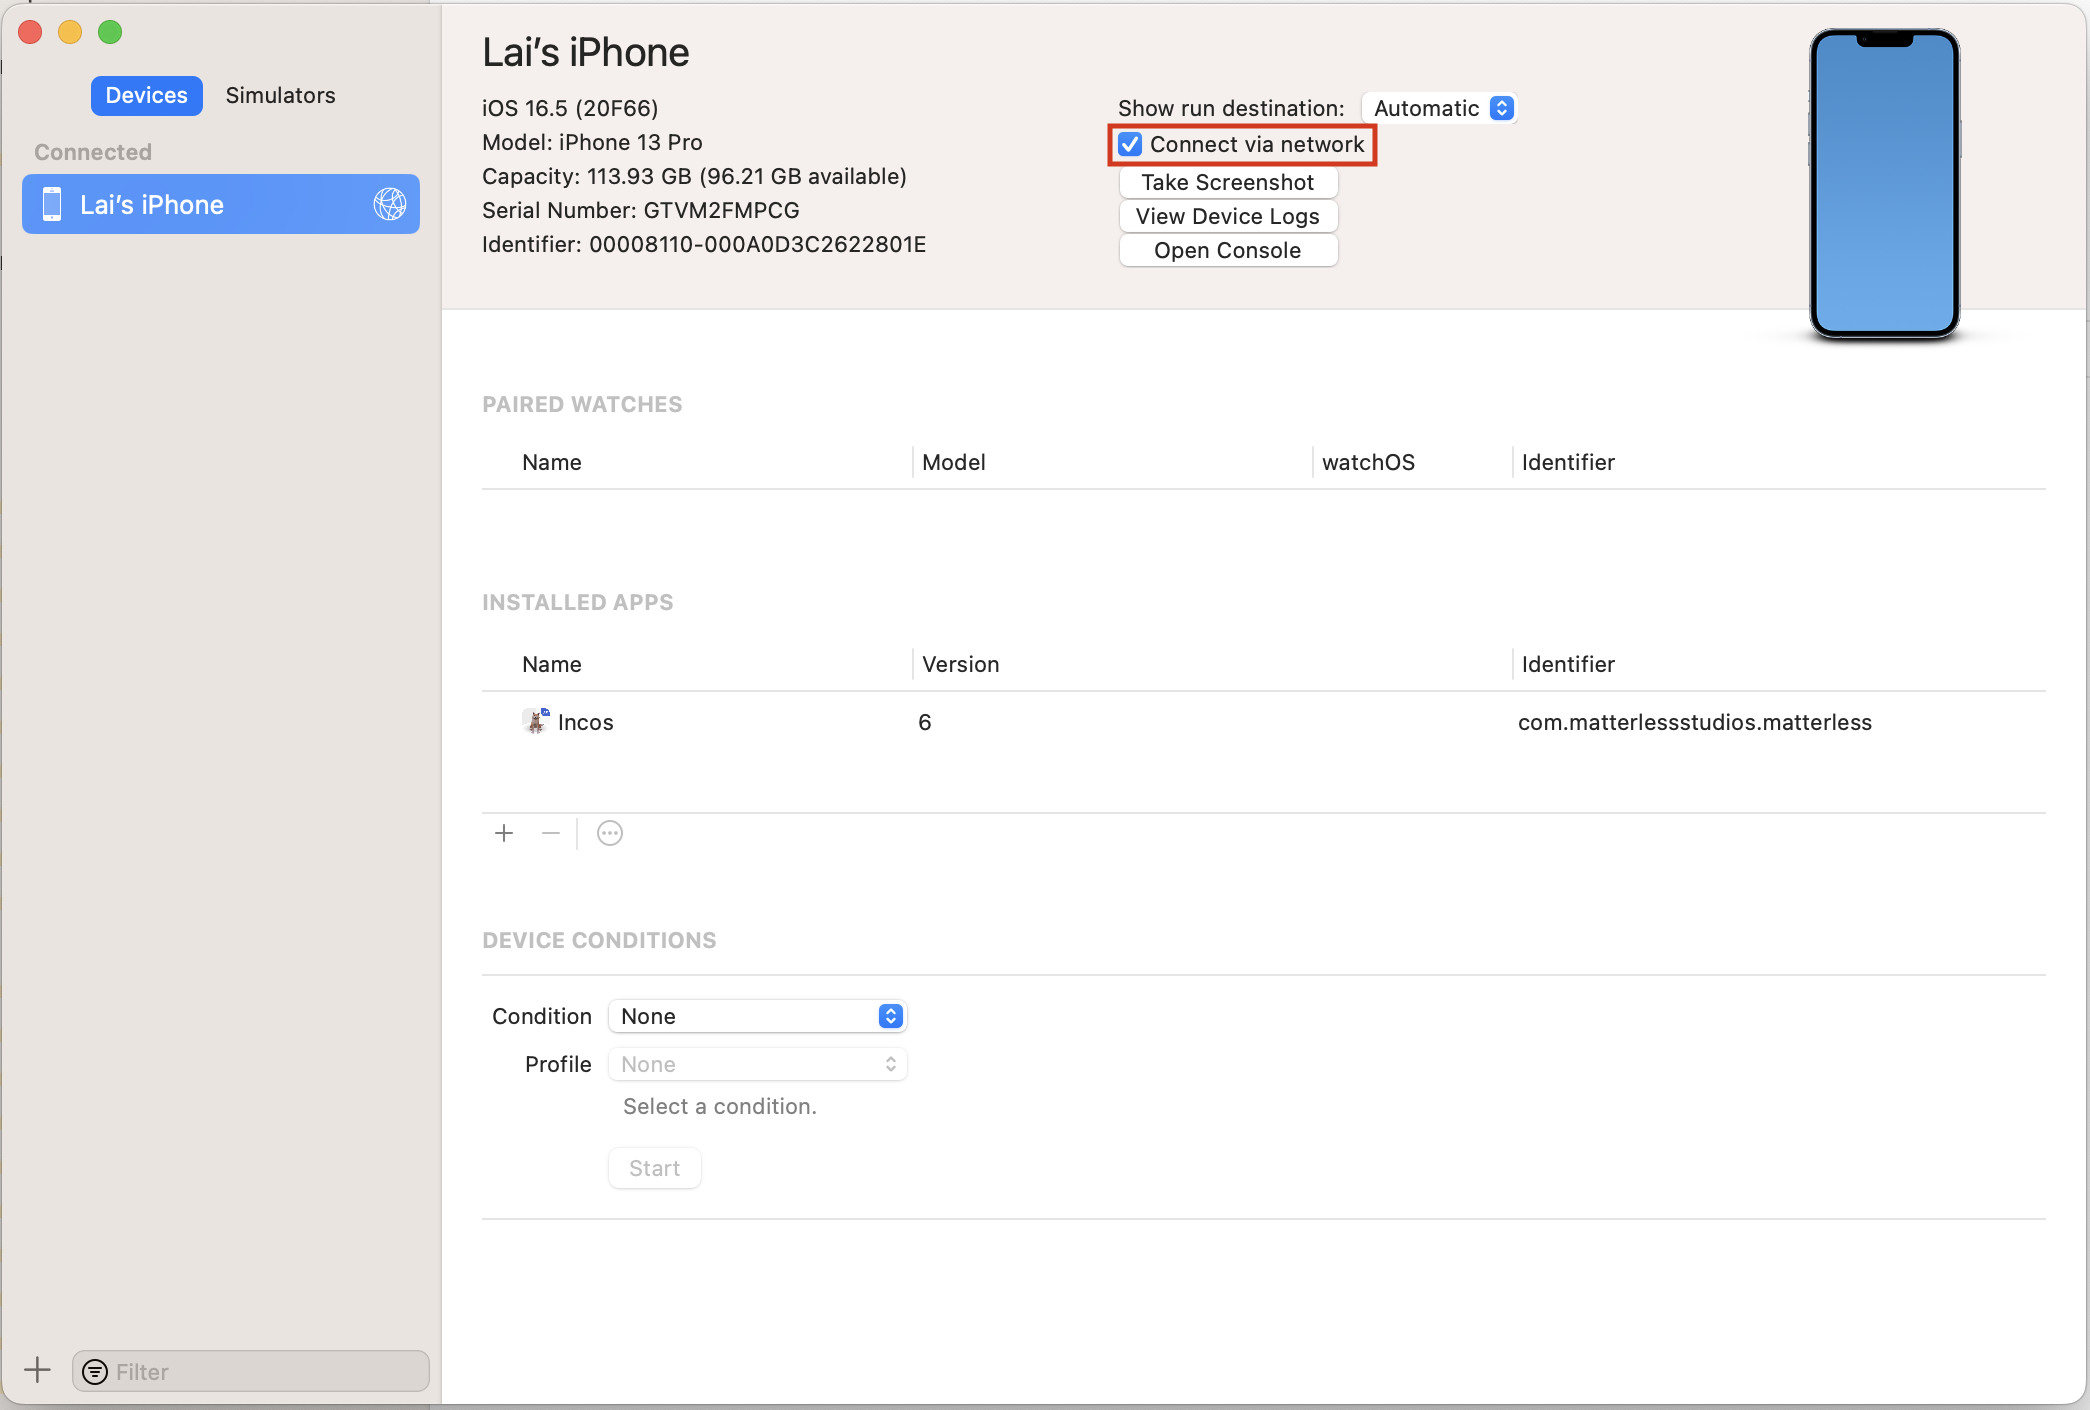 Devices
Simulators
Connected
Lai’s iPhone
Filter
Lai’s iPhone
iOS 16.5 (20F66)
Model: iPhone 13 Pro
Capacity: 113.93 GB (96.21 GB available)
Serial Number: GTVM2FMPCG
Identifier: 00008110-000A0D3C2622801E
Show run destination: Automatic
Connect via network
Take Screenshot
View Device Logs
Open Console
PAIRED WATCHES
Name Model watchOS Identifier
INSTALLED APPS
Name Version Identifier
Incos 6 com.matterlessstudios.matterless
DEVICE CONDITIONS
Condition None
Profile None
Select a condition.
Start